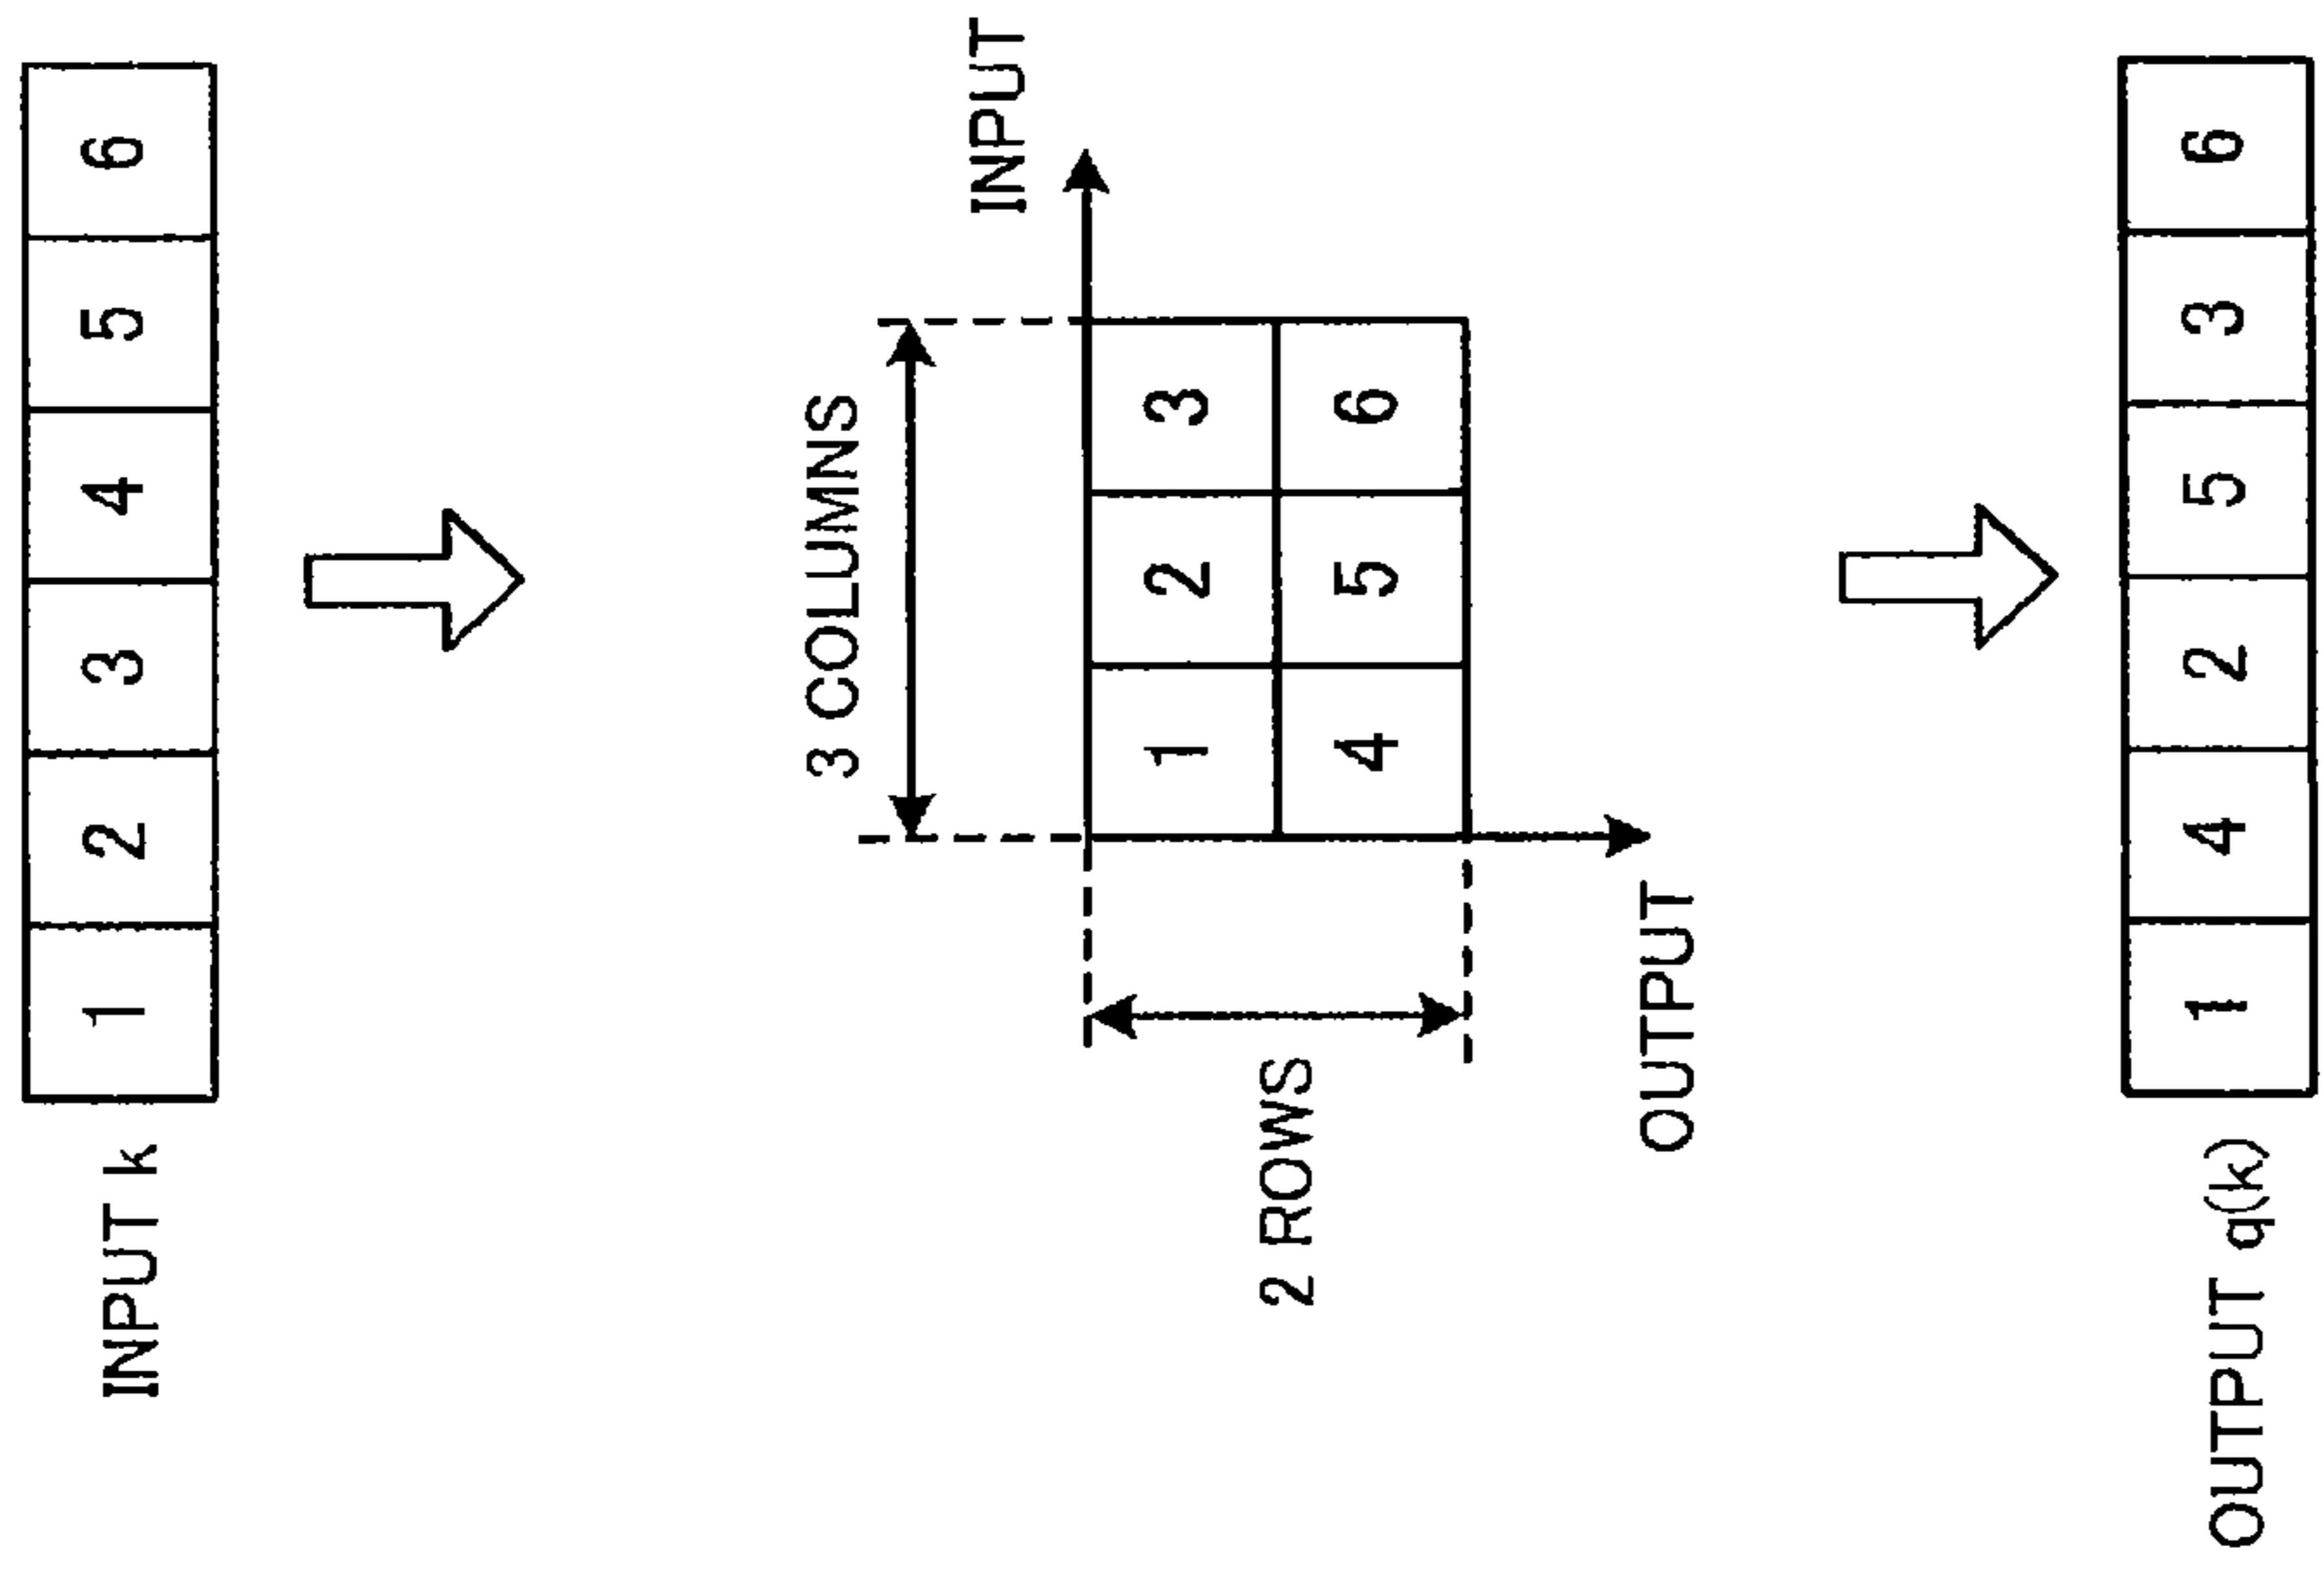 INPUT k
1 2 3 4 5 6
3 COLUMNS
INPUT
2 ROWS
1 2 3
4 5 6
OUTPUT
OUTPUT q(k)
1 4 2 5 3 6